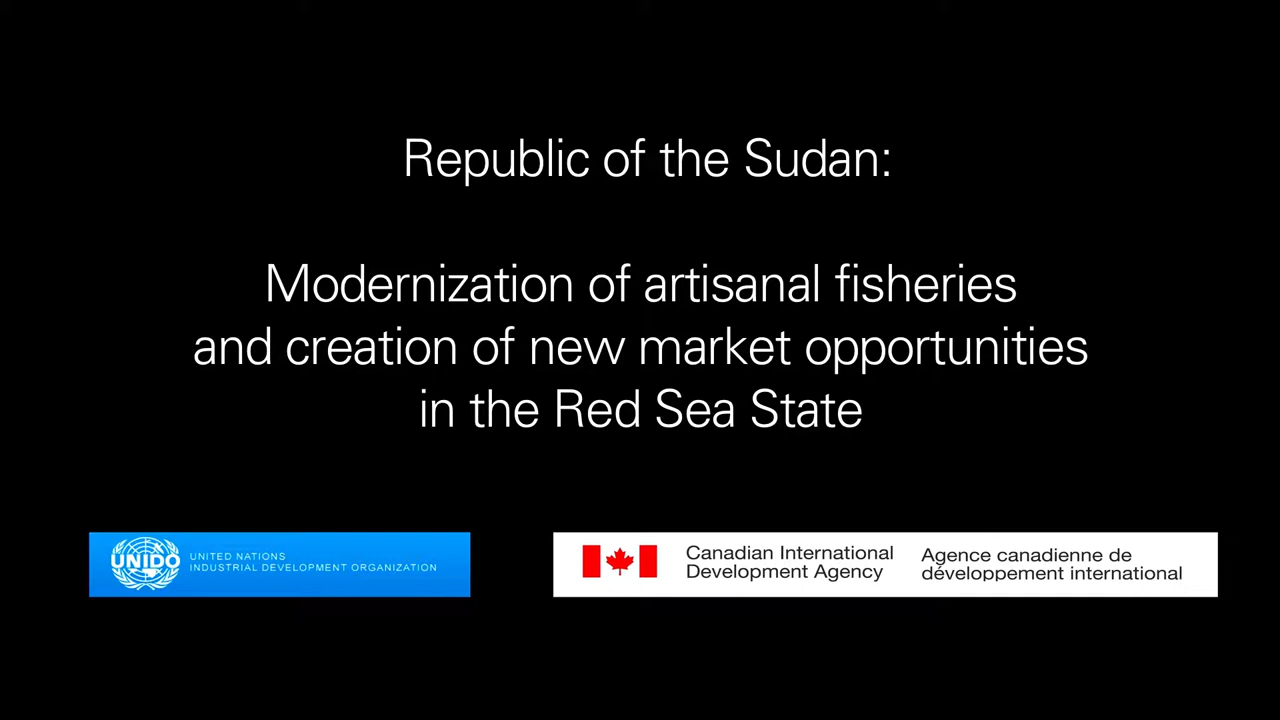 Republic of the Sudan:
Modernization of artisanal fisheries
and creation of new market opportunities
in the Red Sea State
UNIDO
UNITED NATIONS
INDUSTRIAL DEVELOPMENT ORGANIZATION
Canadian International
Development Agency
Agence canadienne de
développement international